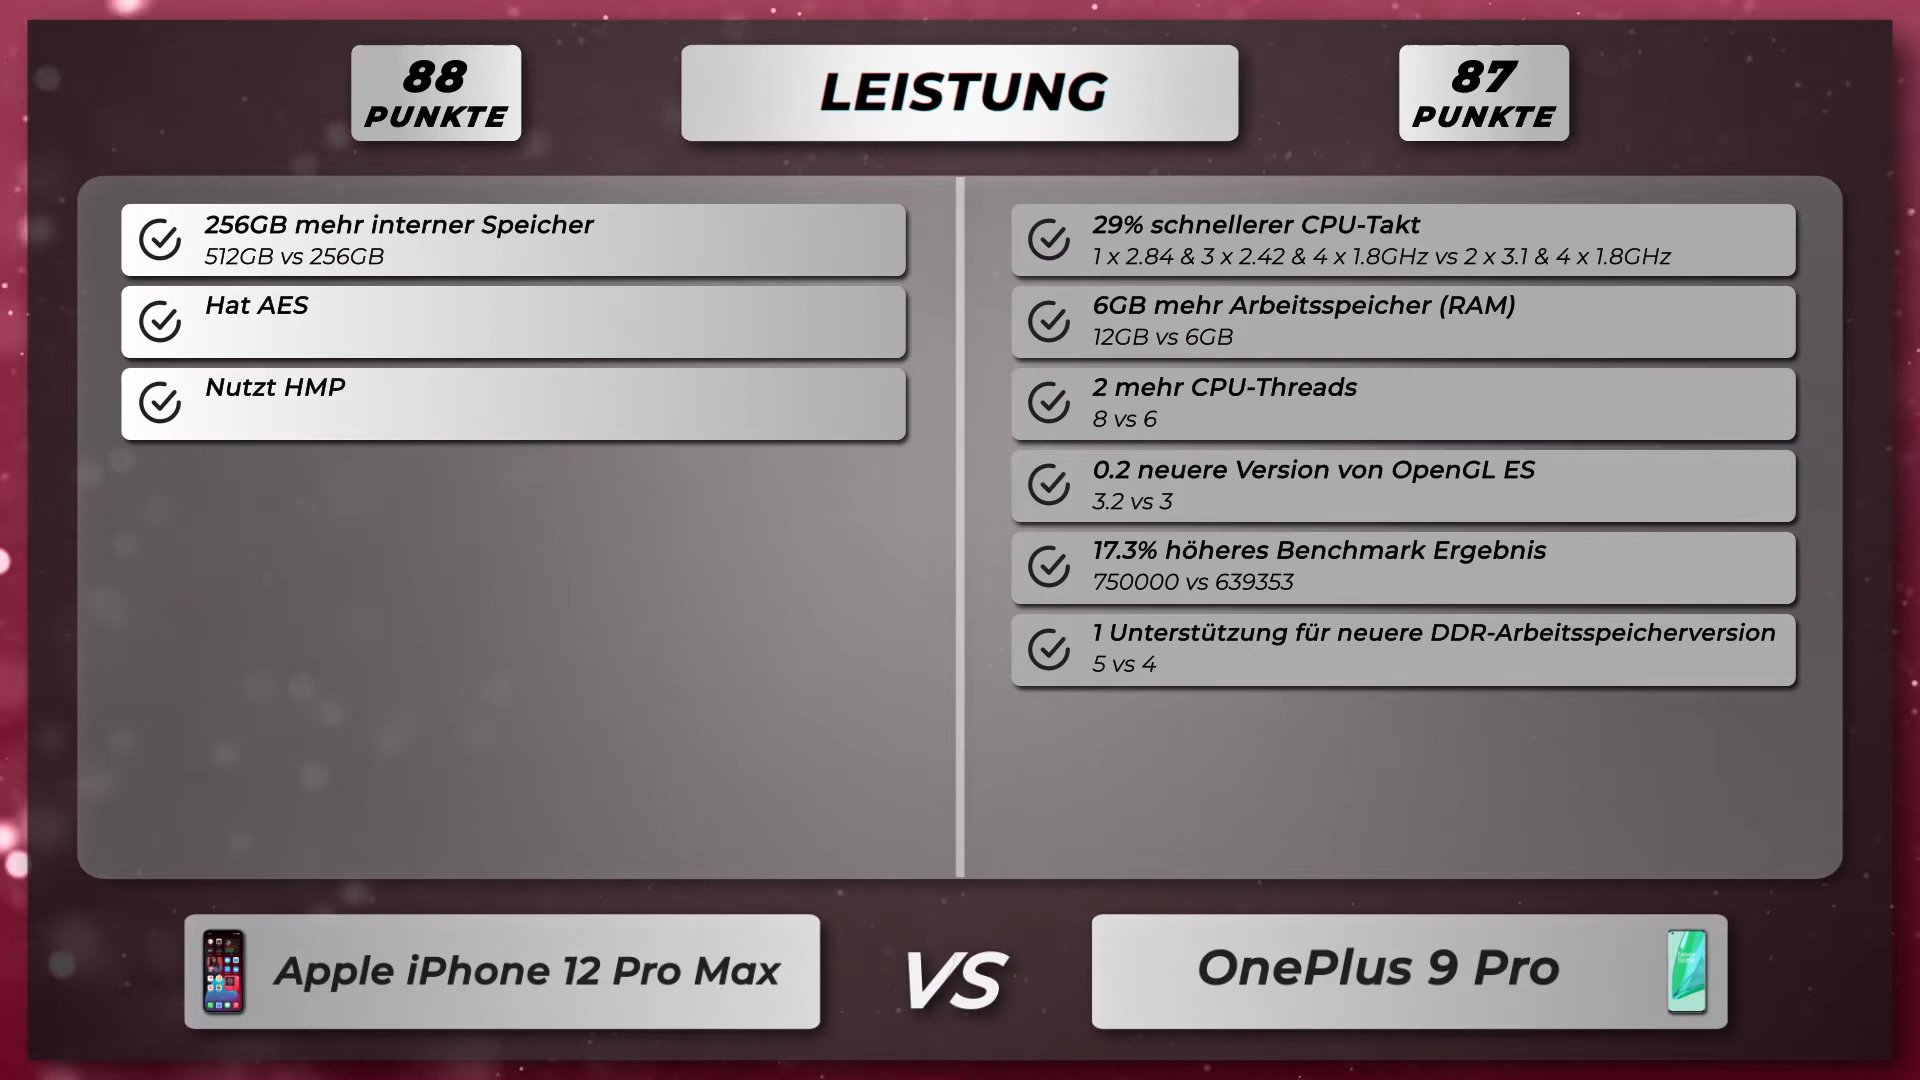 88
PUNKTE
LEISTUNG
87
PUNKTE
256GB mehr interner Speicher
512GB vs 256GB
Hat AES
Nutzt HMP
29% schnellerer CPU-Takt
1 x 2.84 & 3 x 2.42 & 4 x 1.8GHz vs 2 x 3.1 & 4 x 1.8GHz
6GB mehr Arbeitsspeicher (RAM)
12GB vs 6GB
2 mehr CPU-Threads
8 vs 6
0.2 neuere Version von OpenGL ES
3.2 vs 3
17.3% höheres Benchmark Ergebnis
750000 vs 639353
1 Unterstützung für neuere DDR-Arbeitsspeicherversion
5 vs 4
Apple iPhone 12 Pro Max
VS
OnePlus 9 Pro